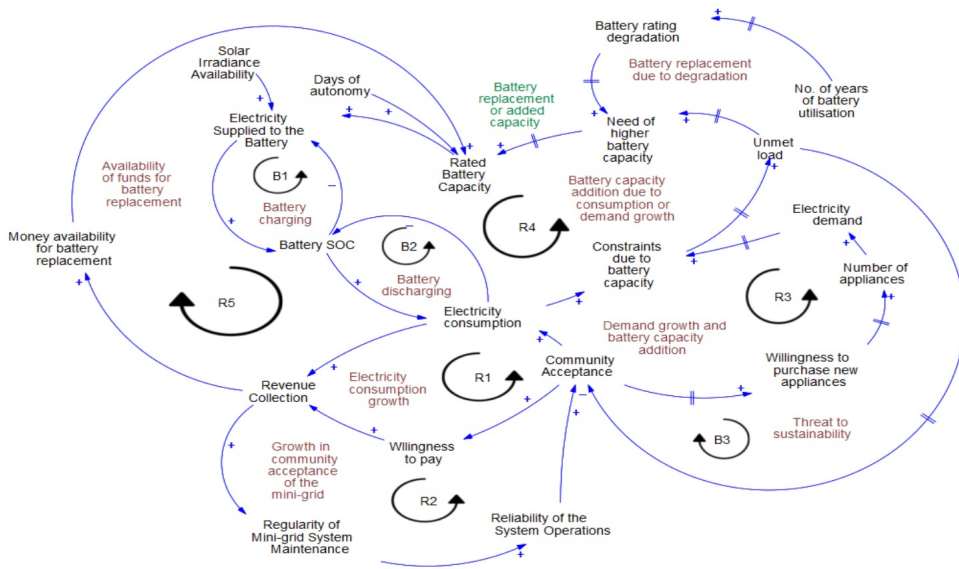 Battery rating
degradation
Solar
Irradiance
Availability
Days of
autonomy
Battery replacement
due to degradation
Battery
replacement
or added
capacity
No. of years
of battery
utilisation
Electricity
Supplied to the
Battery
Need of
higher
battery
capacity
Unmet
load
Availability
of funds for
battery
replacement
B1
Rated
Battery
Capacity
Battery capacity
addition due to
consumption or
demand growth
Battery
charging
R4
Electricity
demand
Money availability
for battery
replacement
Battery SOC
B2
Constraints
due to
battery
capacity
Battery
discharging
Number of
appliances
R5
R3
Electricity
consumption
Demand growth and
battery capacity
addition
Community
Acceptance
Willingness to
purchase new
appliances
Revenue
Collection
Electricity
consumption
growth
R1
Threat to
sustainability
B3
Growth in
community
acceptance
of the
mini-grid
WIlingness
to pay
R2
Regularity of
Mini-grid System
Maintenance
Reliability of the
System Operations